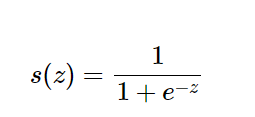 s(z) = 1 / (1 + e^{-z})